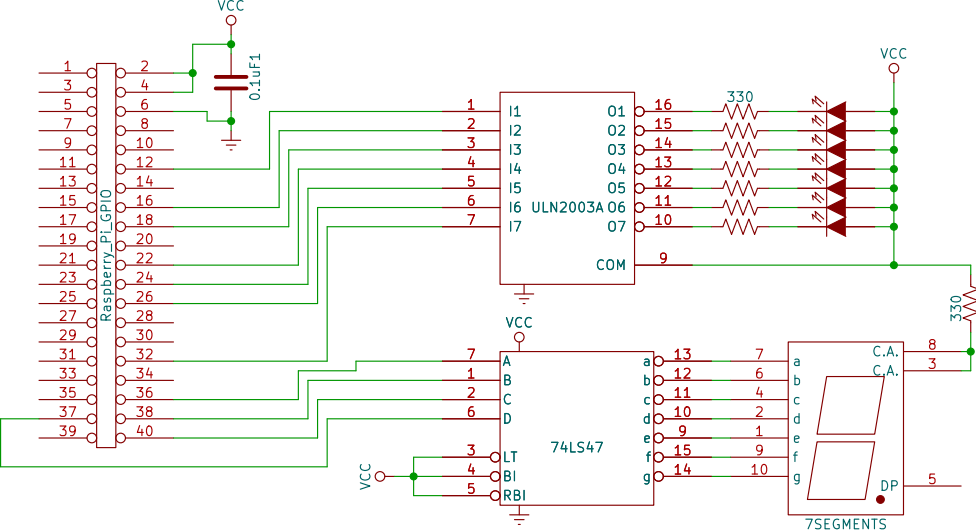 VCC
0.1uF1
1 2
3 4
5 6
7 8
9 10
11 12
13 14
15 16
17 18
19 20
21 22
23 24
25 26
27 28
29 30
31 32
33 34
35 36
37 38
39 40
Raspberry_Pi_GPIO
VCC
330
1 I1 O1 16
2 I2 O2 15
3 I3 O3 14
4 I4 O4 13
5 I5 O5 12
6 I6 ULN2003A O6 11
7 I7 O7 10
COM 9
330
VCC
7 A a 13
1 B b 12
2 C c 11
6 D d 10
e 9
74LS47
3 LT f 15
4 BI g 14
5 RBI
VCC
C.A. 8
7 a C.A. 3
6 b
4 c
2 d
1 e
9 f
10 g
DP 5
7SEGMENTS